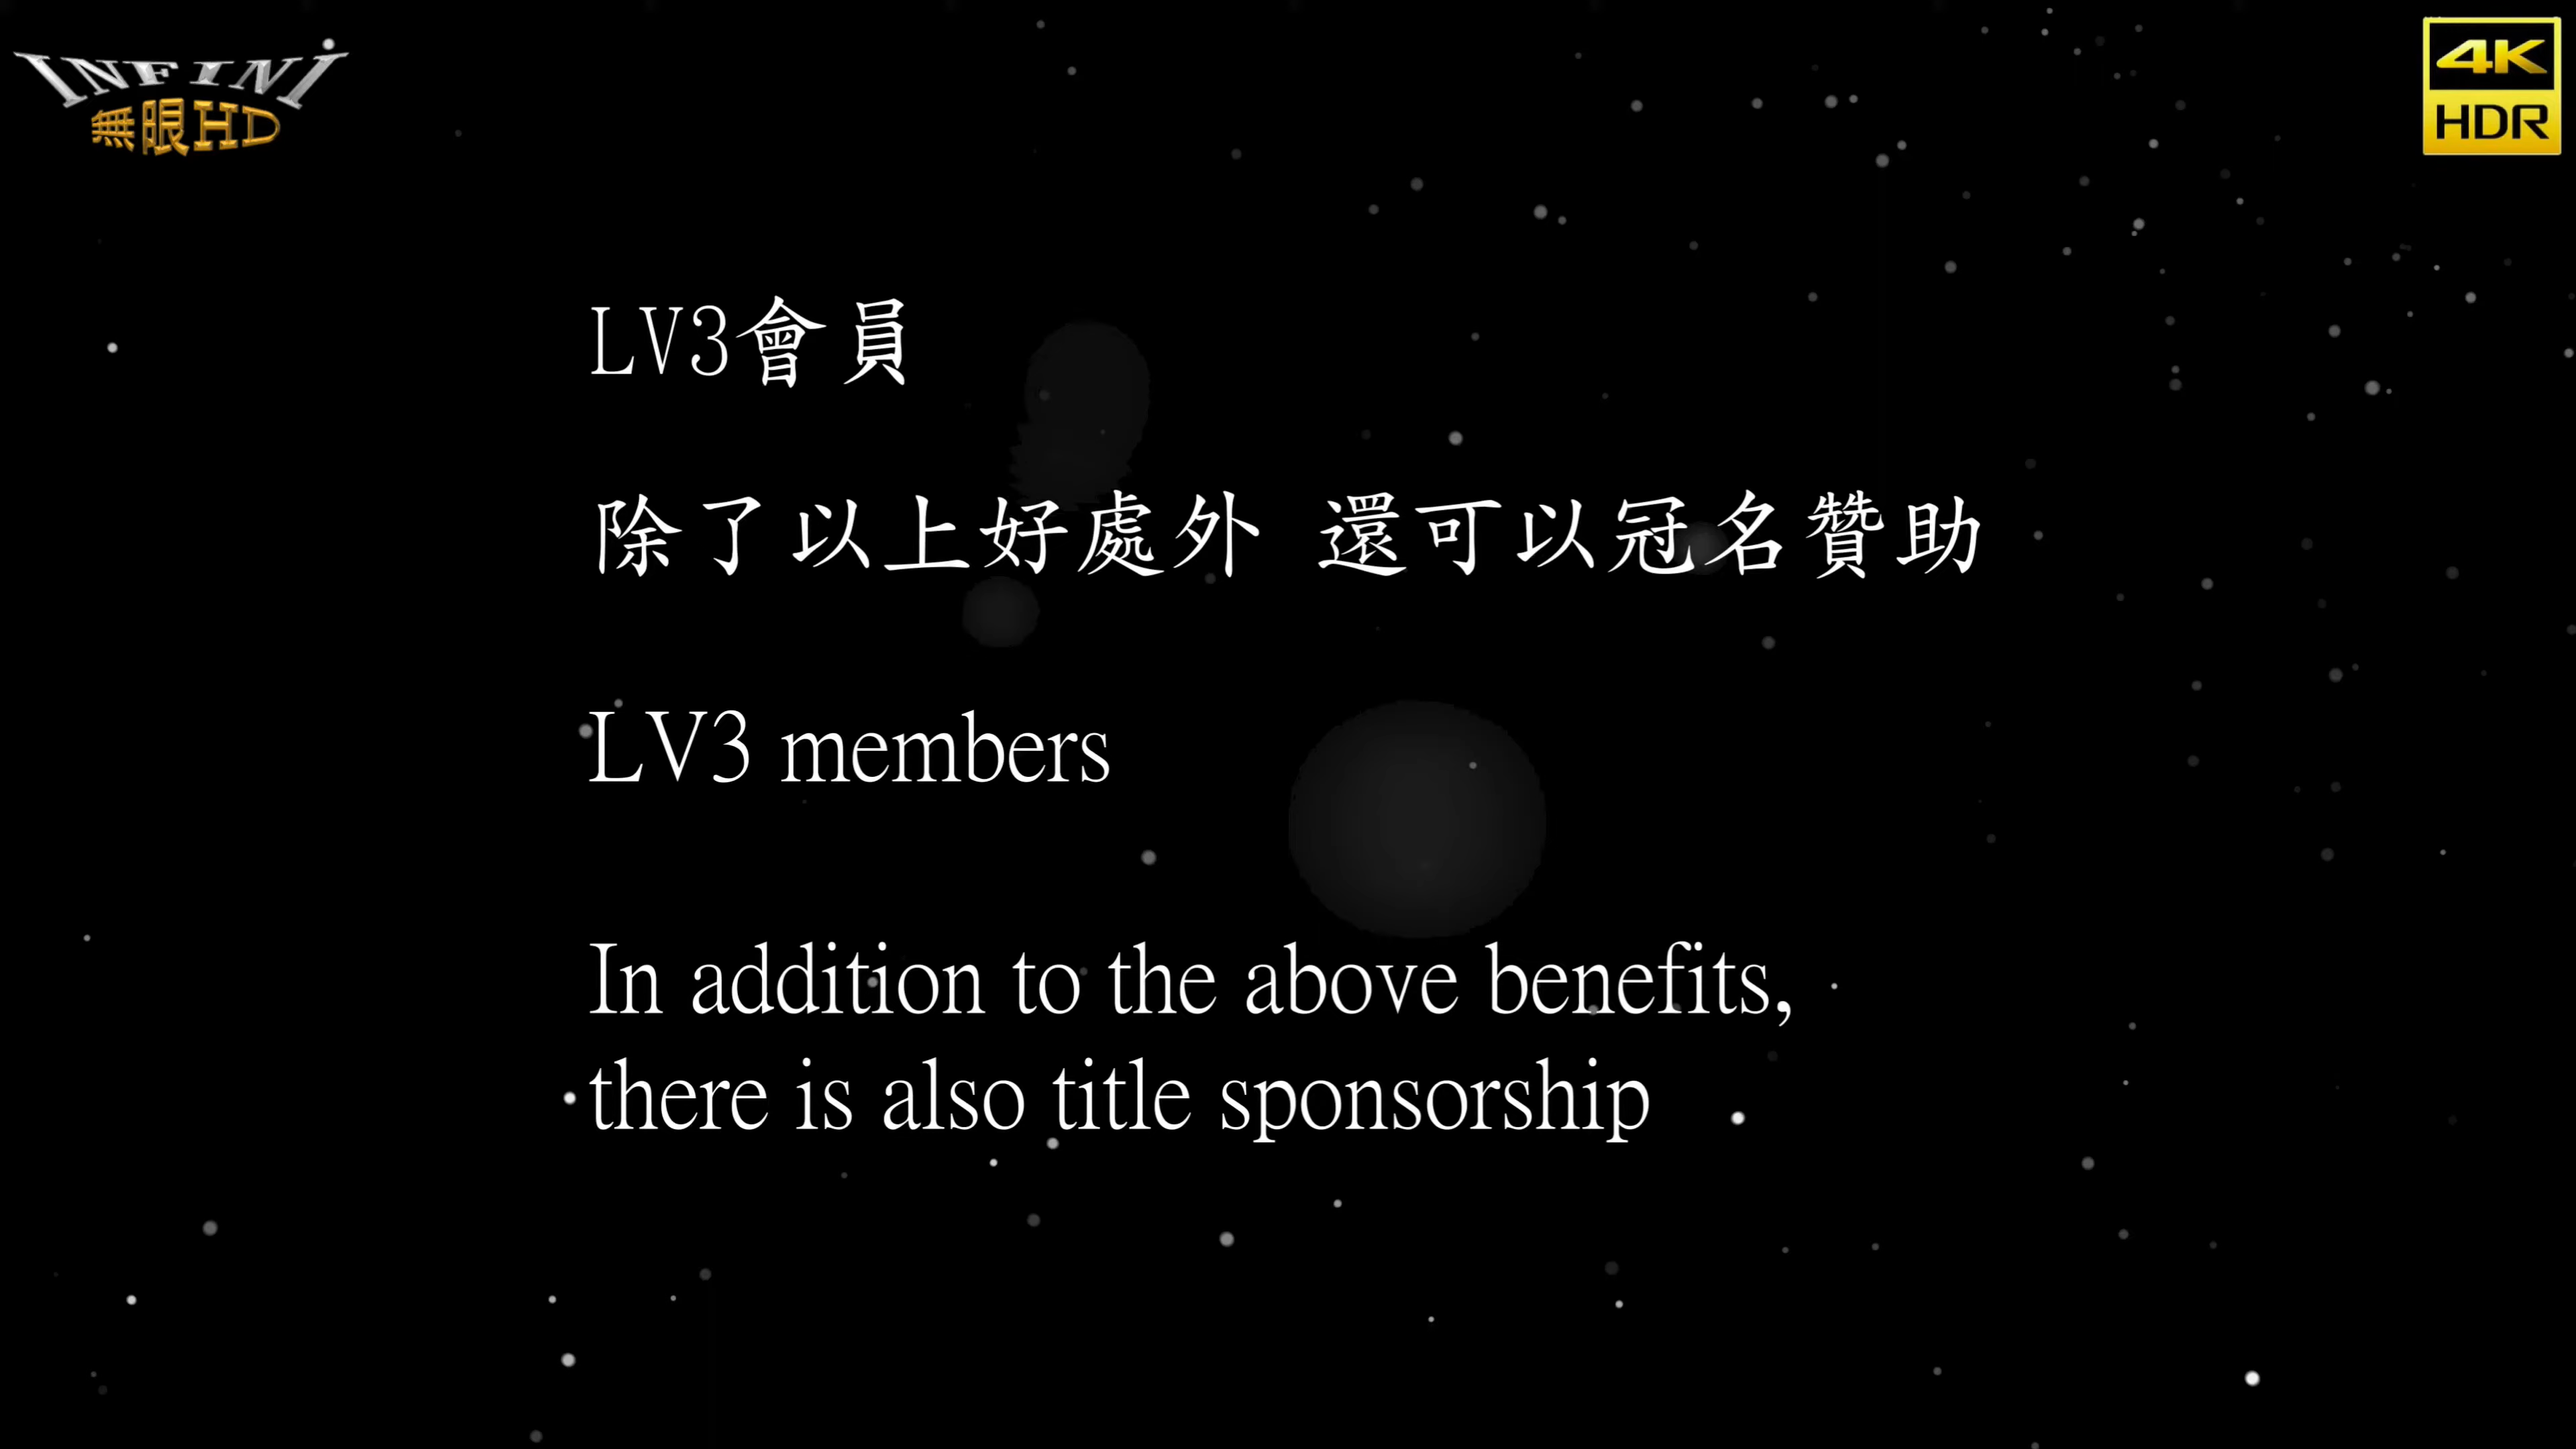 INFINI
無限HD
4K
HDR
LV3會員
除了以上好處外 還可以冠名贊助
LV3 members
In addition to the above benefits,
there is also title sponsorship